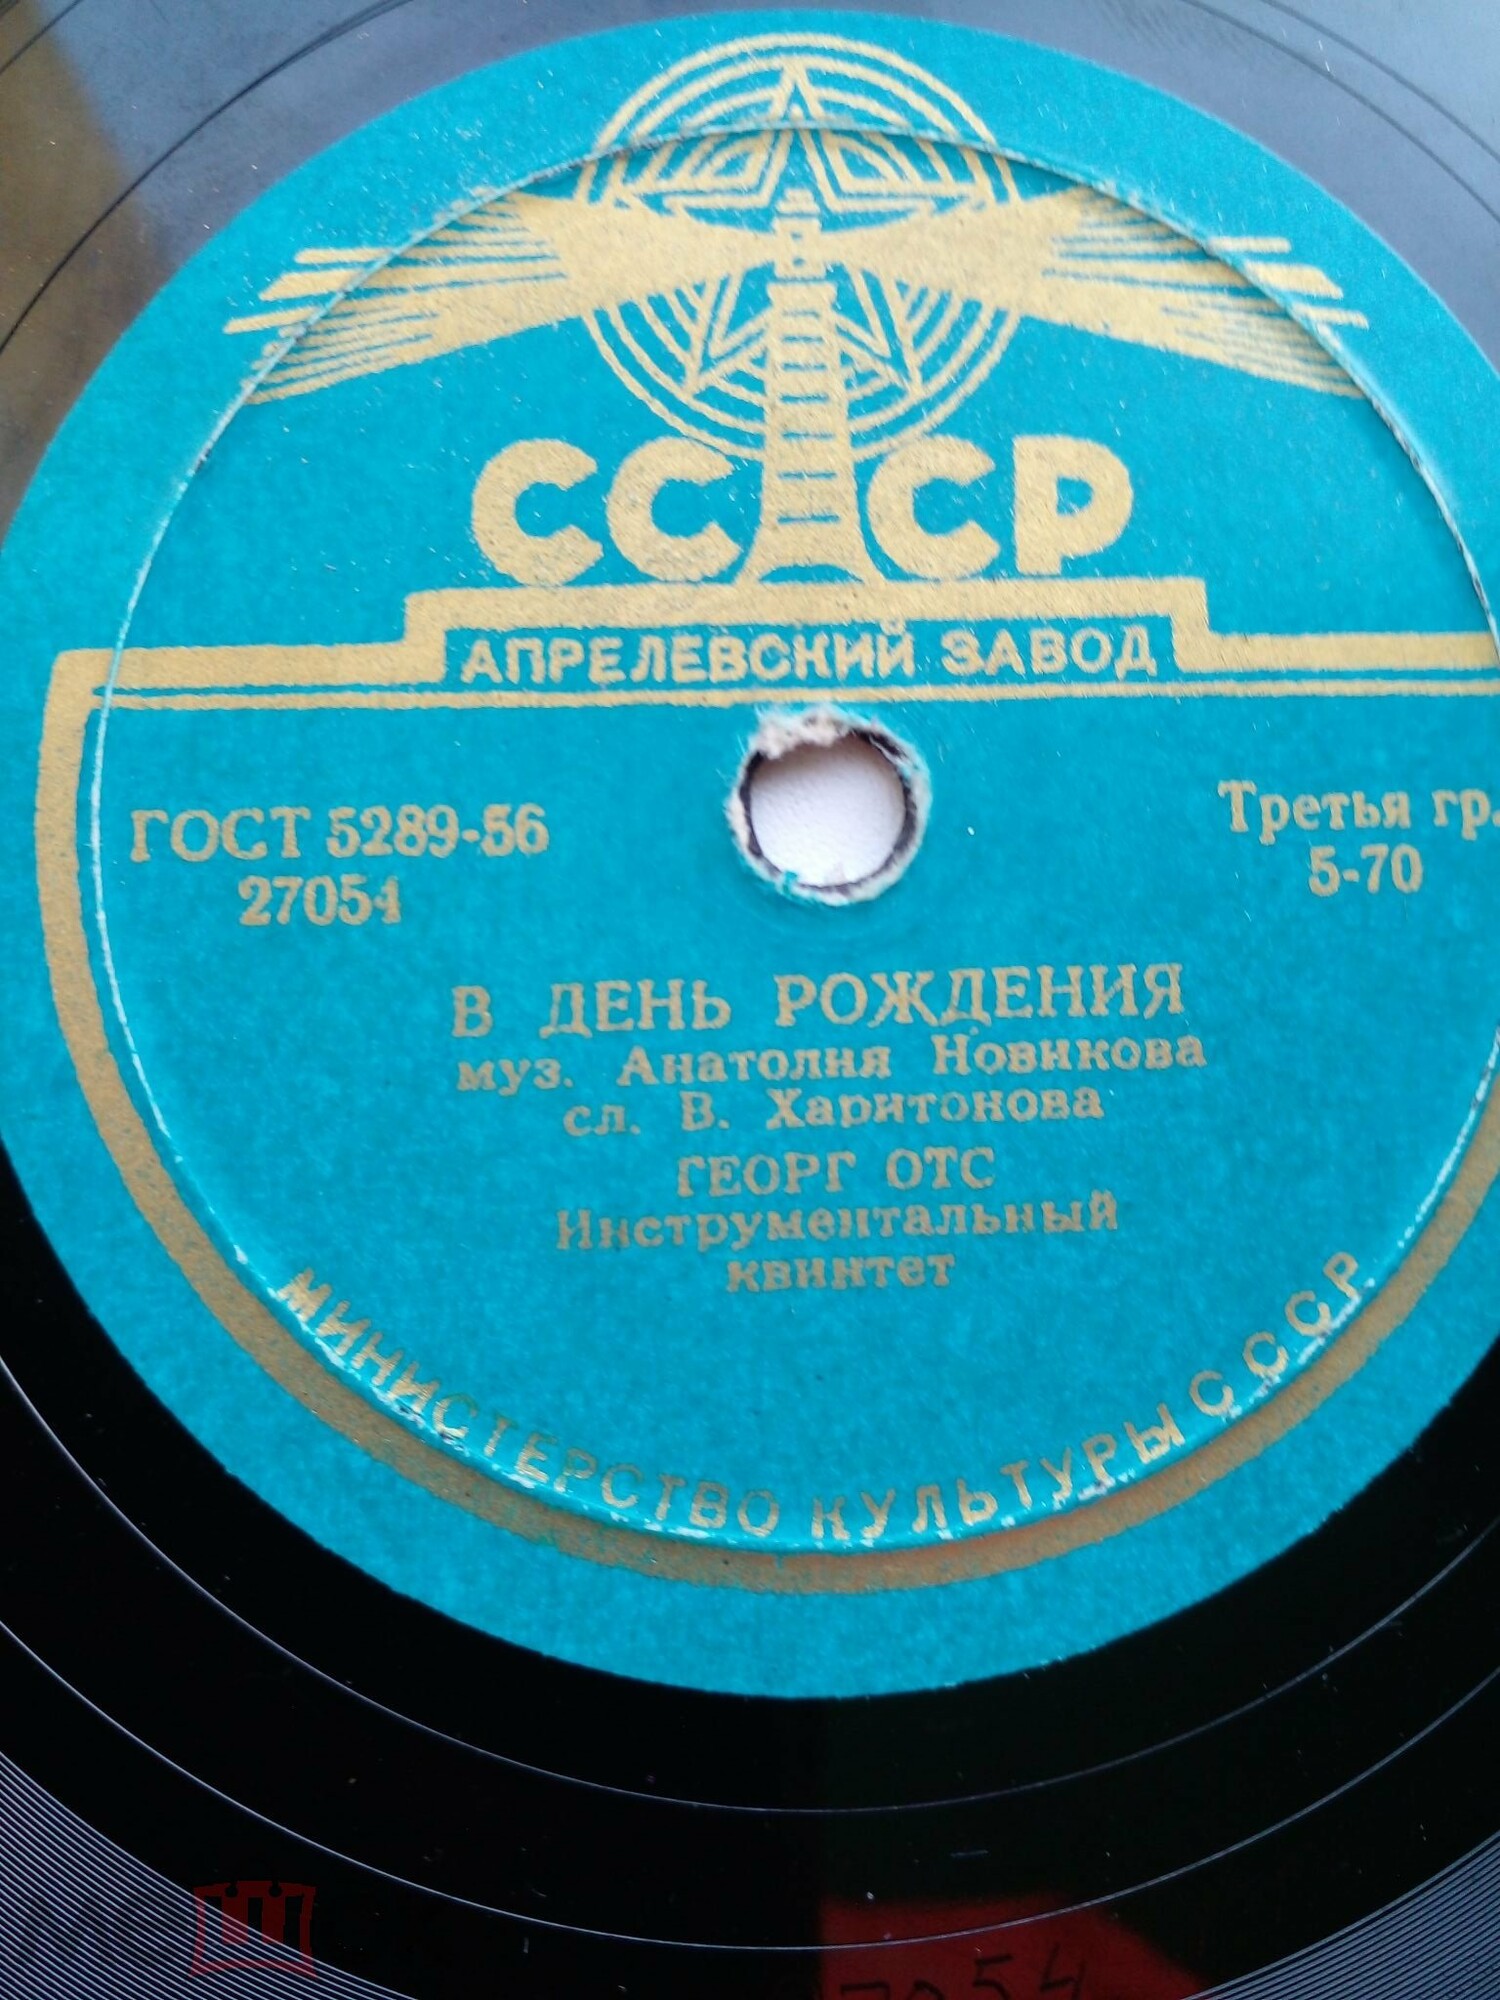 СССР
АПРЕЛЕВСКИЙ ЗАВОД
ГОСТ 5289-56
27054
Третья гр.
5-70
В ДЕНЬ РОЖДЕНИЯ
муз. Анатолия Новикова
сл. В. Харитонова
ГЕОРГ ОТС
Инструментальный
квинтет
МИНИСТЕРСТВО КУЛЬТУРЫ СССР